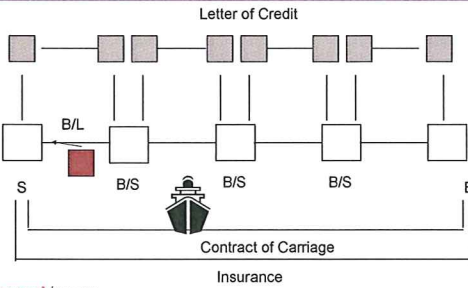 Letter of Credit
B/L
S
B/S
B/S
B/S
Contract of Carriage
Insurance